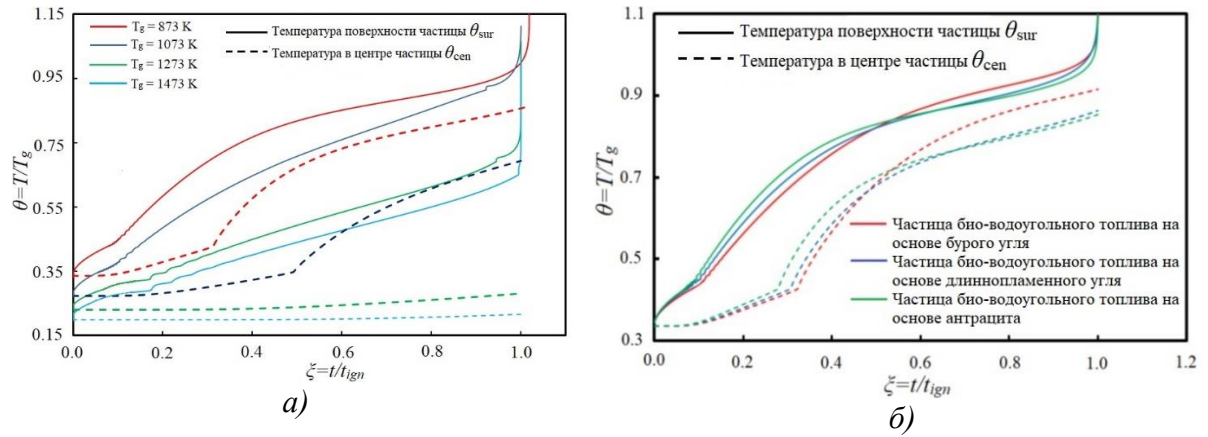 1.15
0.95
0.75
0.55
0.35
0.15
θ=T/Tg
Tg = 873 K
Tg = 1073 K
Tg = 1273 K
Tg = 1473 K
Температура поверхности частицы θsur
Температура в центре частицы θcen
0.0 0.2 0.4 0.6 0.8 1.0
ξ=t/tign
а)
1.1
0.9
0.7
0.5
0.3
θ=T/Tg
Температура поверхности частицы θsur
Температура в центре частицы θcen
Частица био-водоугольного топлива на
основе бурого угля
Частица био-водоугольного топлива на
основе длиннопламенного угля
Частица био-водоугольного топлива на
основе антрацита
0.0 0.2 0.4 0.6 0.8 1.0 1.2
ξ=t/tign
б)